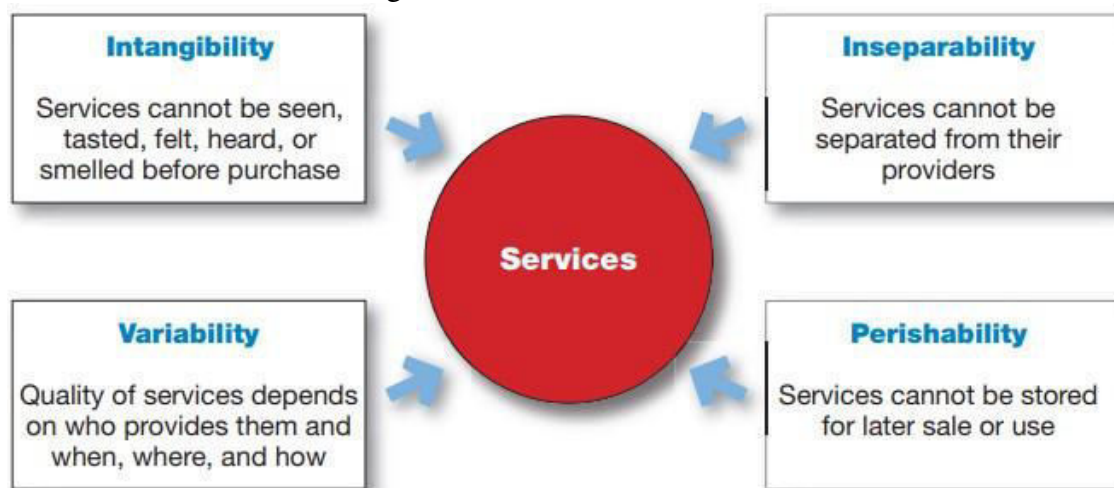 Intangibility
Services cannot be seen,
tasted, felt, heard, or
smelled before purchase
Inseparability
Services cannot be
separated from their
providers
Services
Variability
Quality of services depends
on who provides them and
when, where, and how
Perishability
Services cannot be stored
for later sale or use